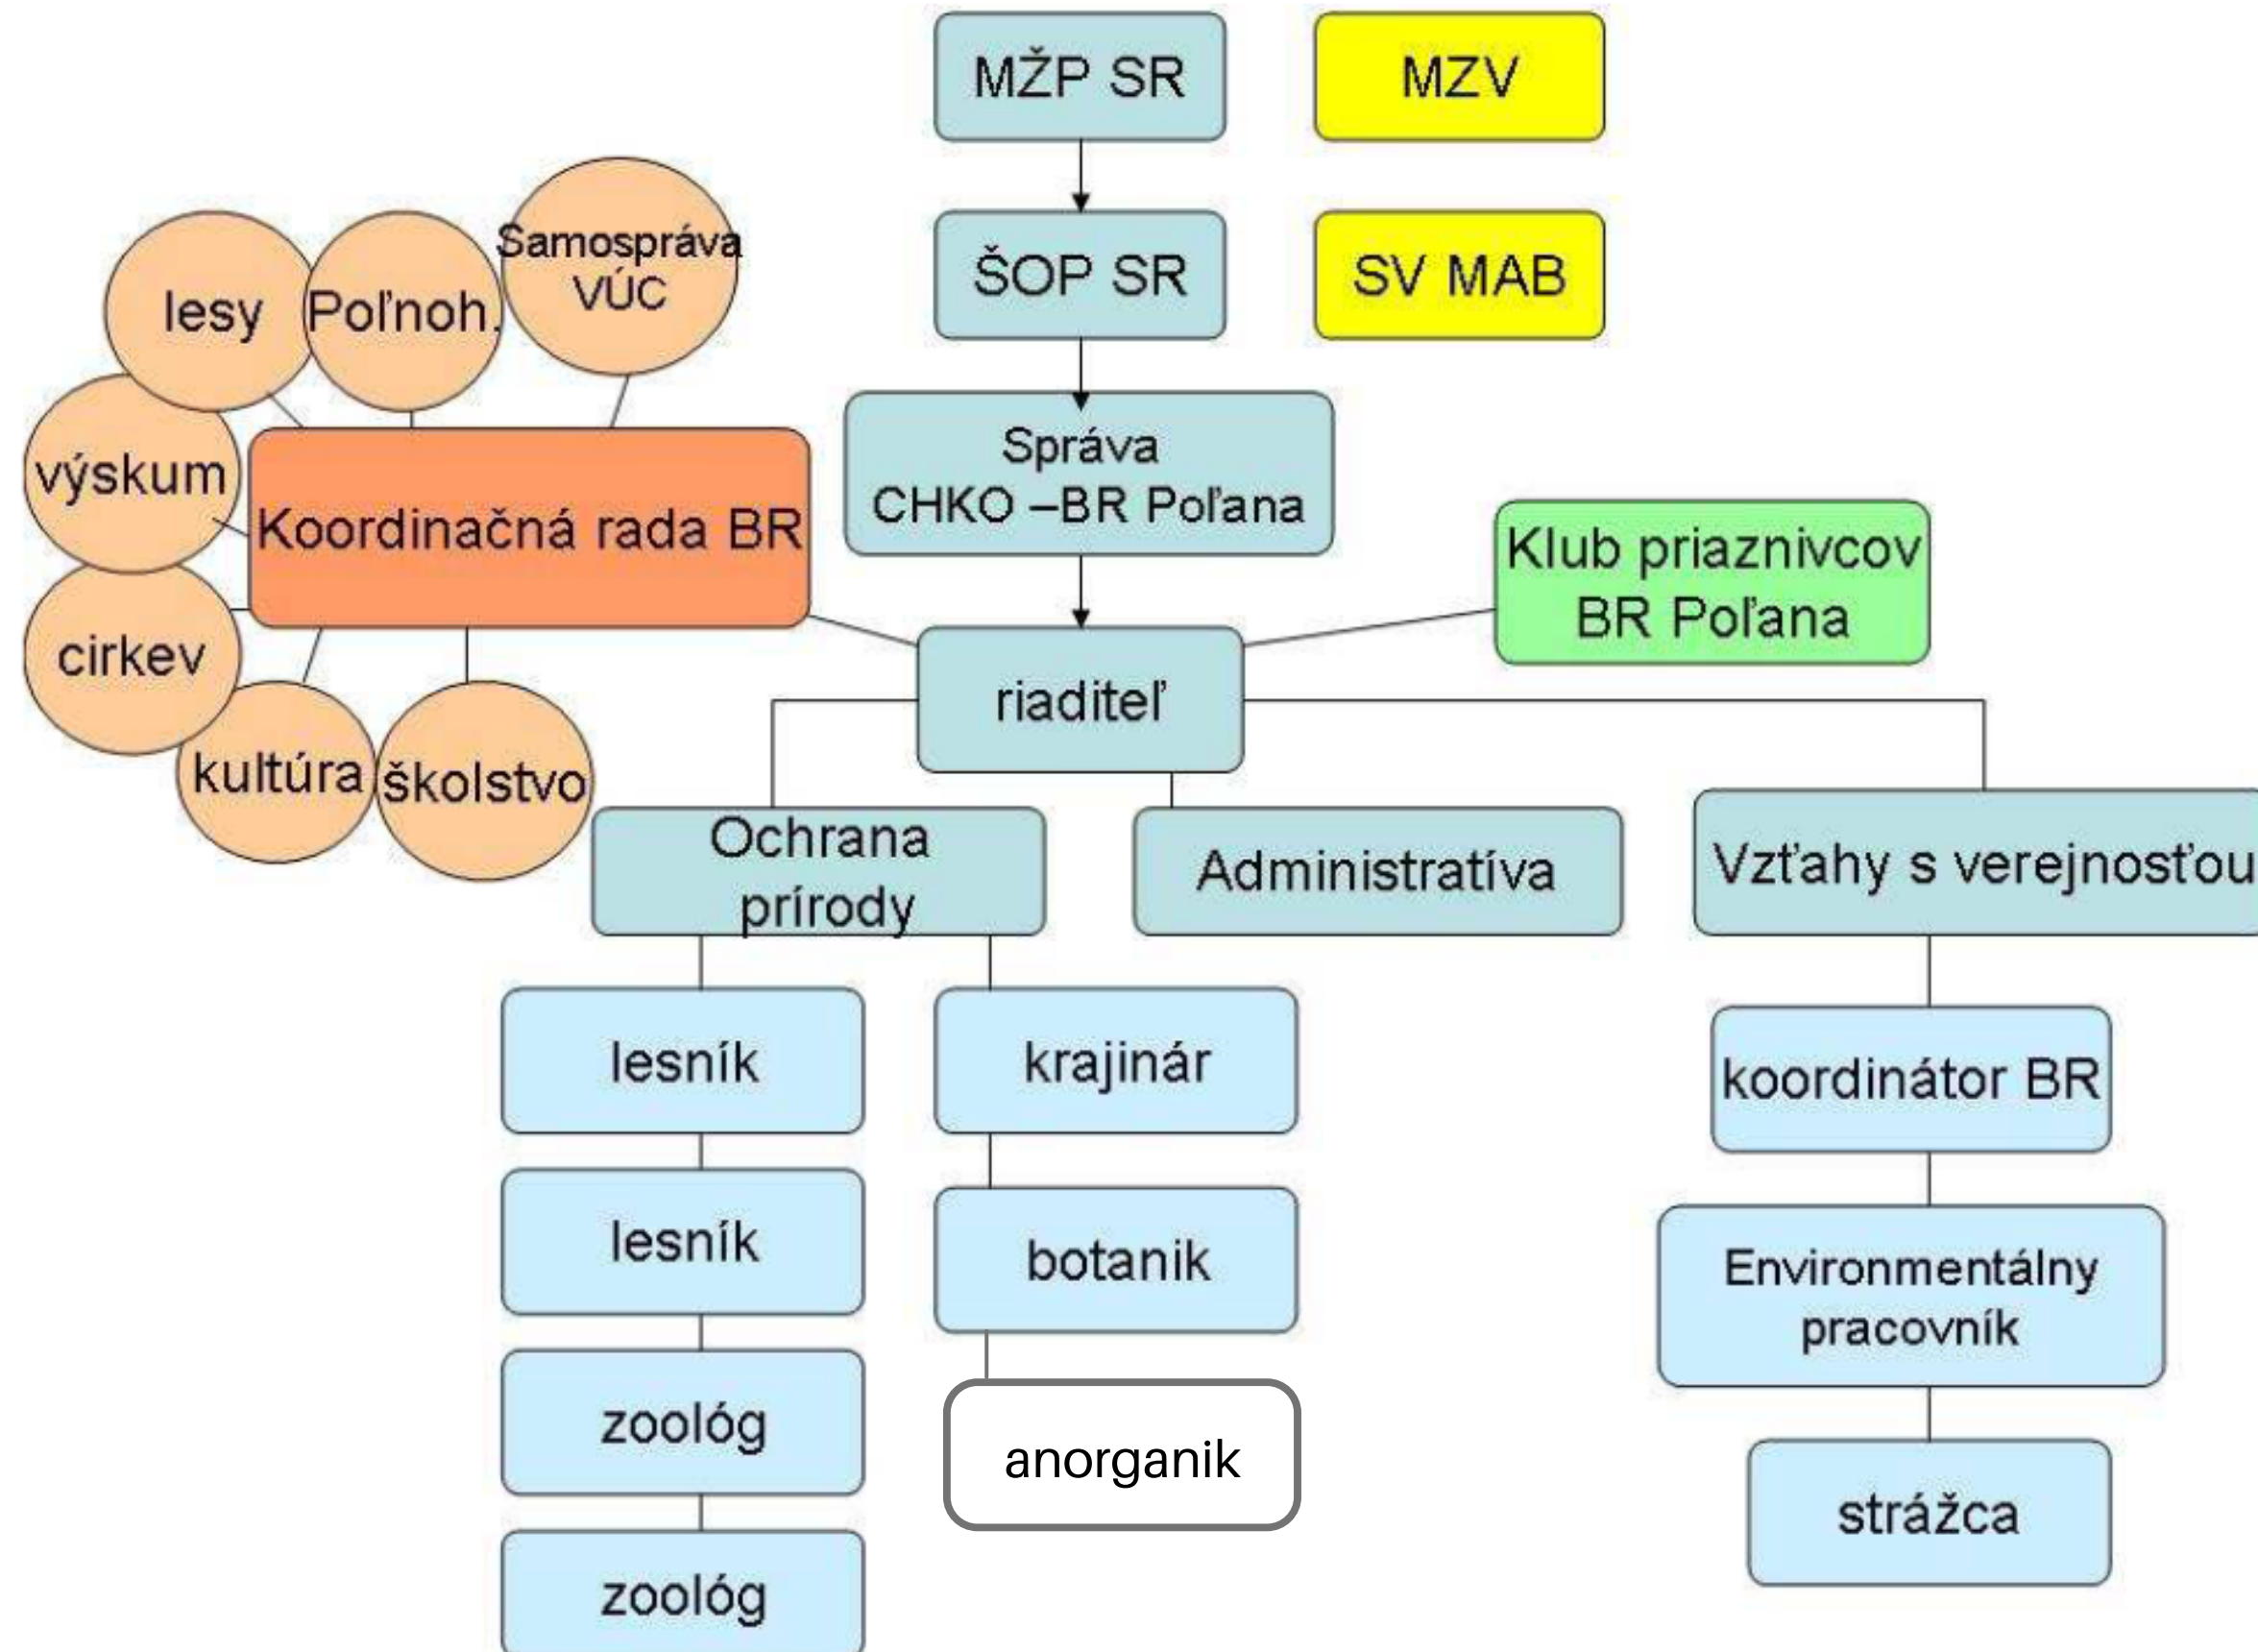 MŽP SR
MZV
ŠOP SR
SV MAB
Samospráva
VÚC
lesy
Poľnoh.
výskum
Koordinačná rada BR
cirkev
kultúra
školstvo
Správa
CHKO –BR Poľana
Klub priaznivcov
BR Poľana
riaditeľ
Ochrana
prírody
Administratíva
Vzťahy s verejnosťou
lesník
krajinár
koordinátor BR
lesník
botanik
Environmentálny
pracovník
zoológ
anorganik
strážca
zoológ